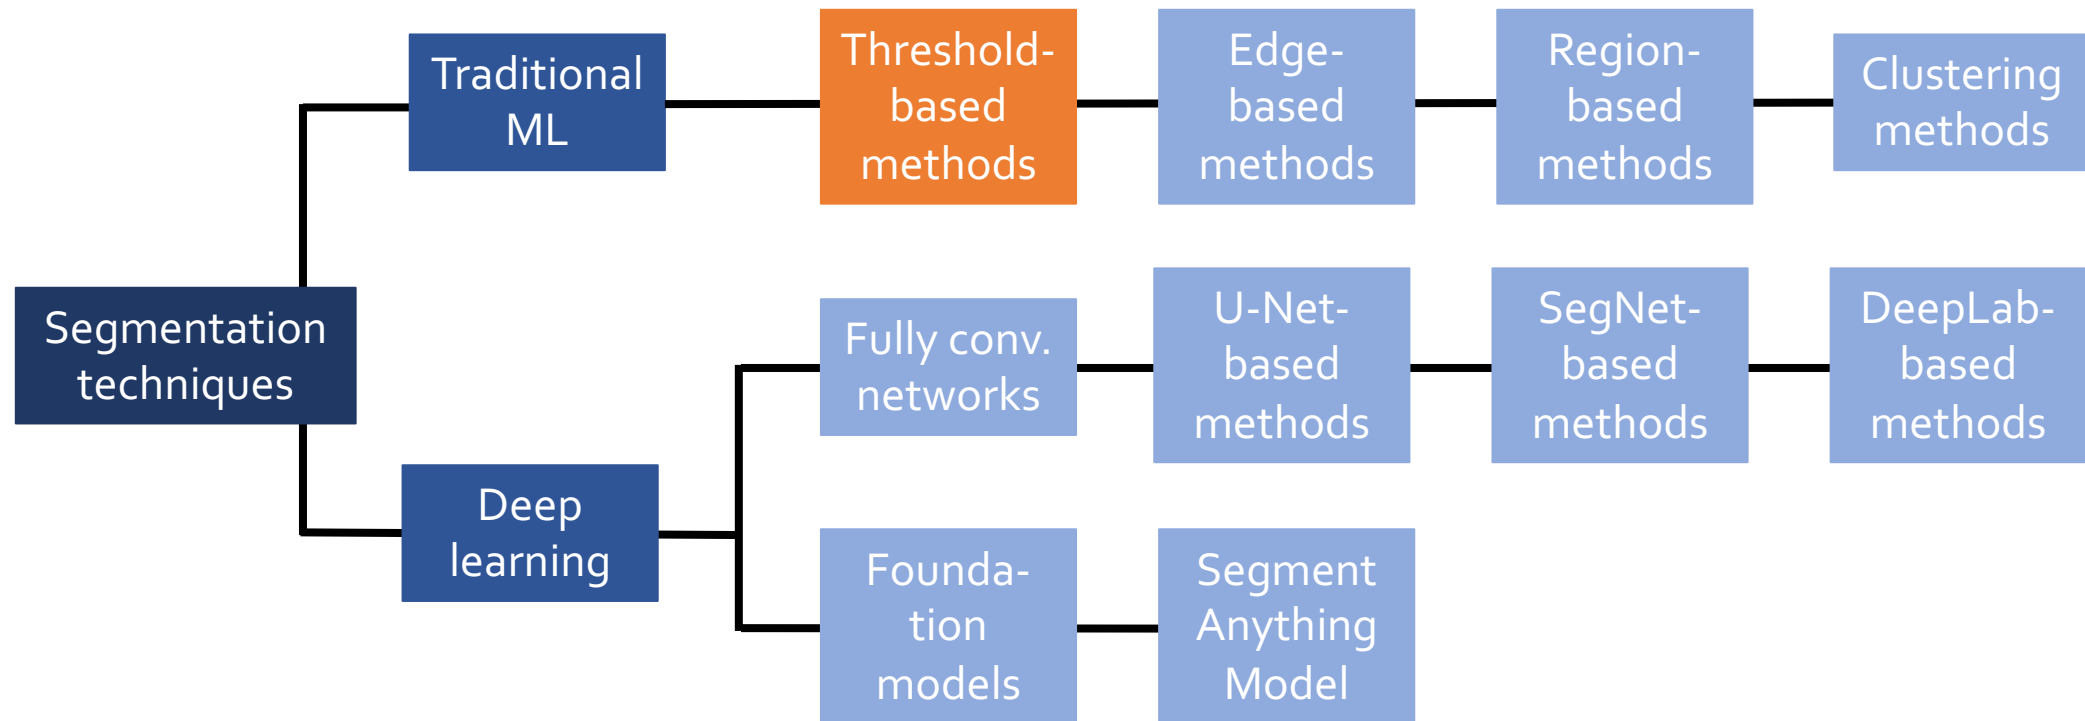 Traditional
ML
Threshold-
based
methods
Edge-
based
methods
Region-
based
methods
Clustering
methods
Segmentation
techniques
Fully conv.
networks
U-Net-
based
methods
SegNet-
based
methods
DeepLab-
based
methods
Deep
learning
Founda-
tion
models
Segment
Anything
Model